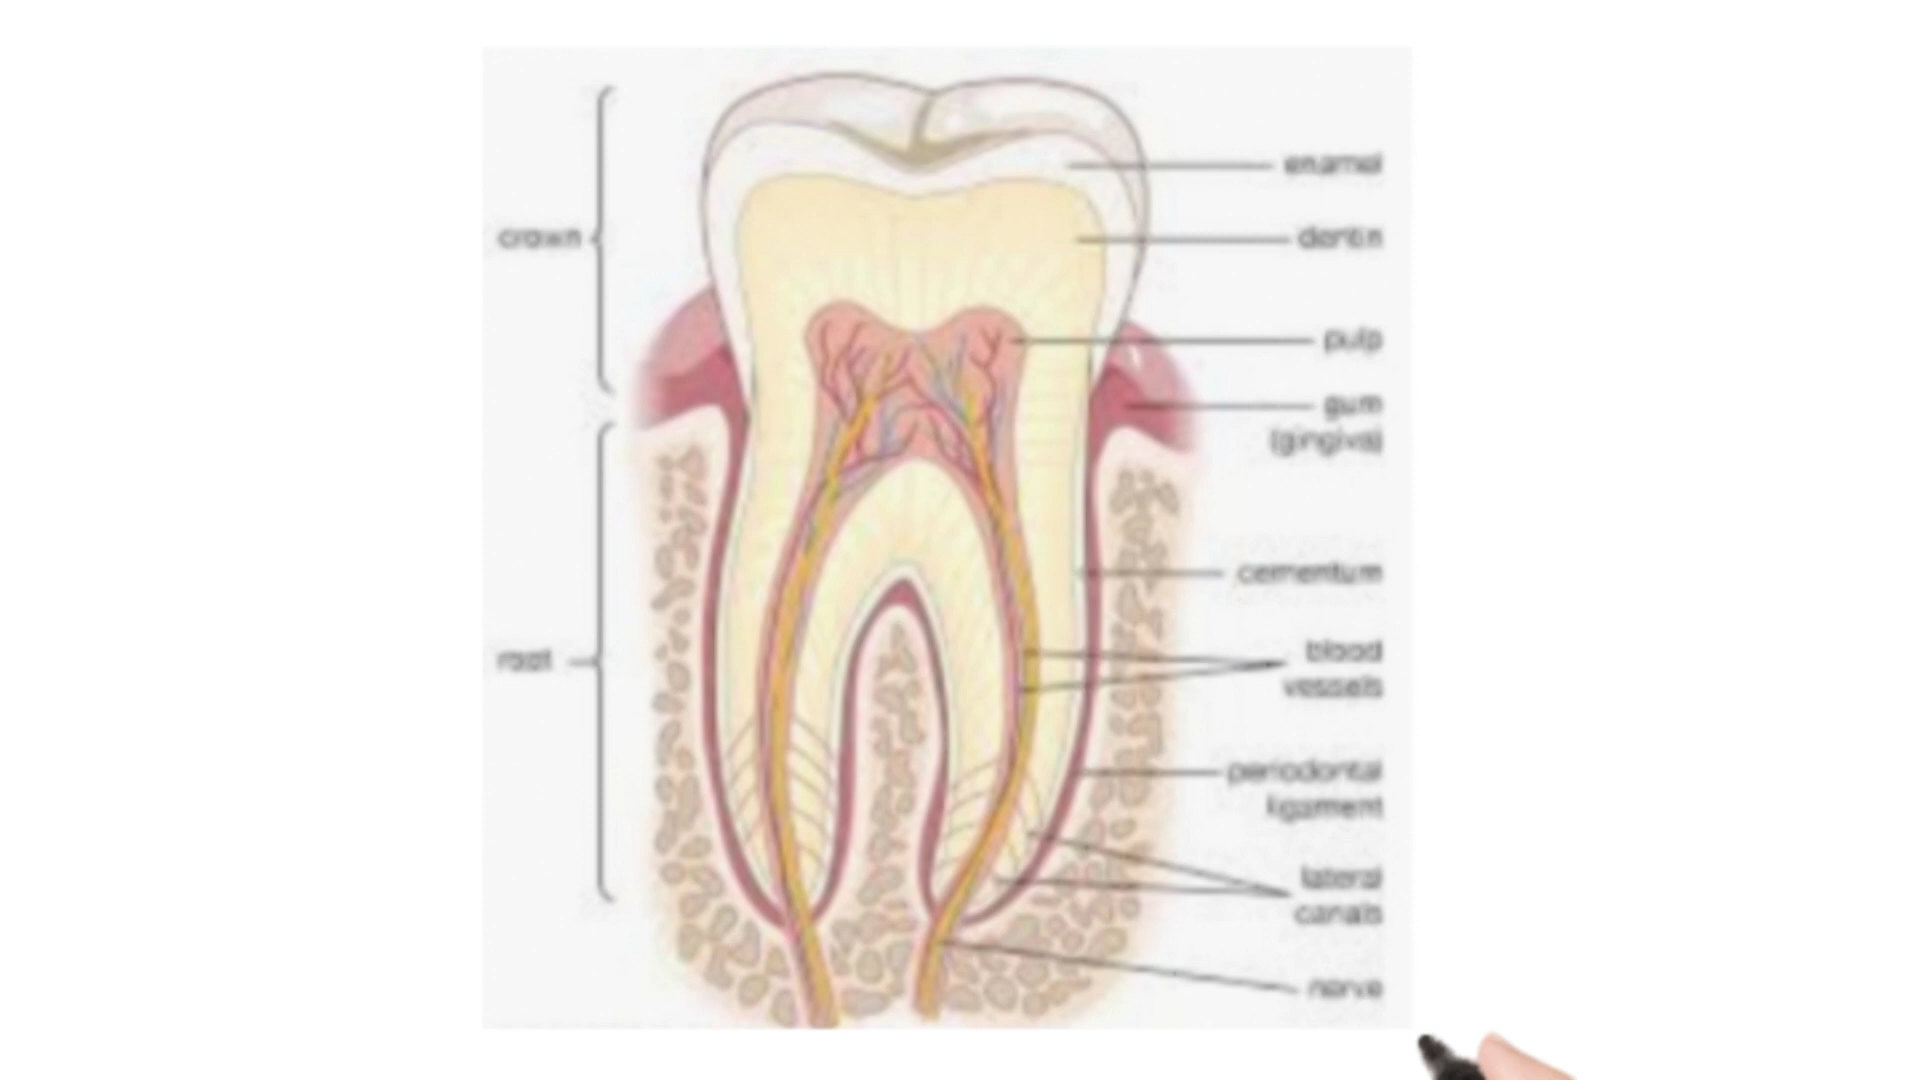 enamel
crown
dentin
pulp
gum
(gingiva)
cementum
blood
vessels
root
periodontal
ligament
lateral
canals
nerve